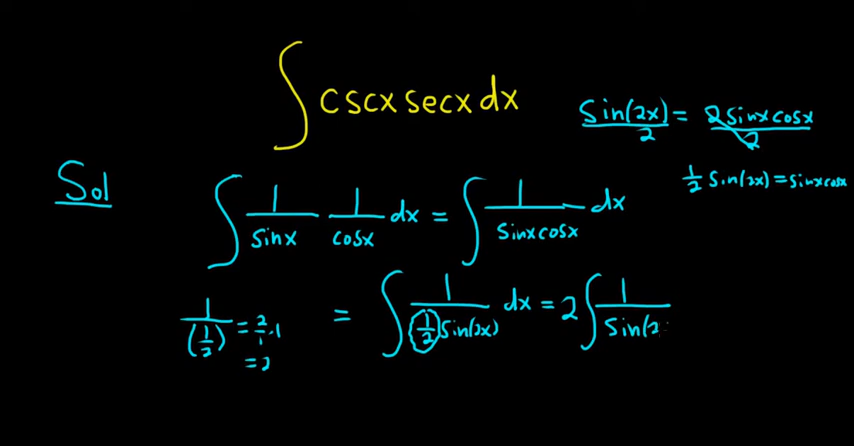 ∫ cscx secx dx
sin(2x)/2 = 2sinxcosx/2
1/2 sin(2x) = sinxcosx
Sol
∫ 1/sinx 1/cosx dx = ∫ 1/sinxcosx dx
= ∫ 1/(1/2 sin(2x)) dx = 2 ∫ 1/sin(2
1/(1/2) = 2/1 · 1
= 2